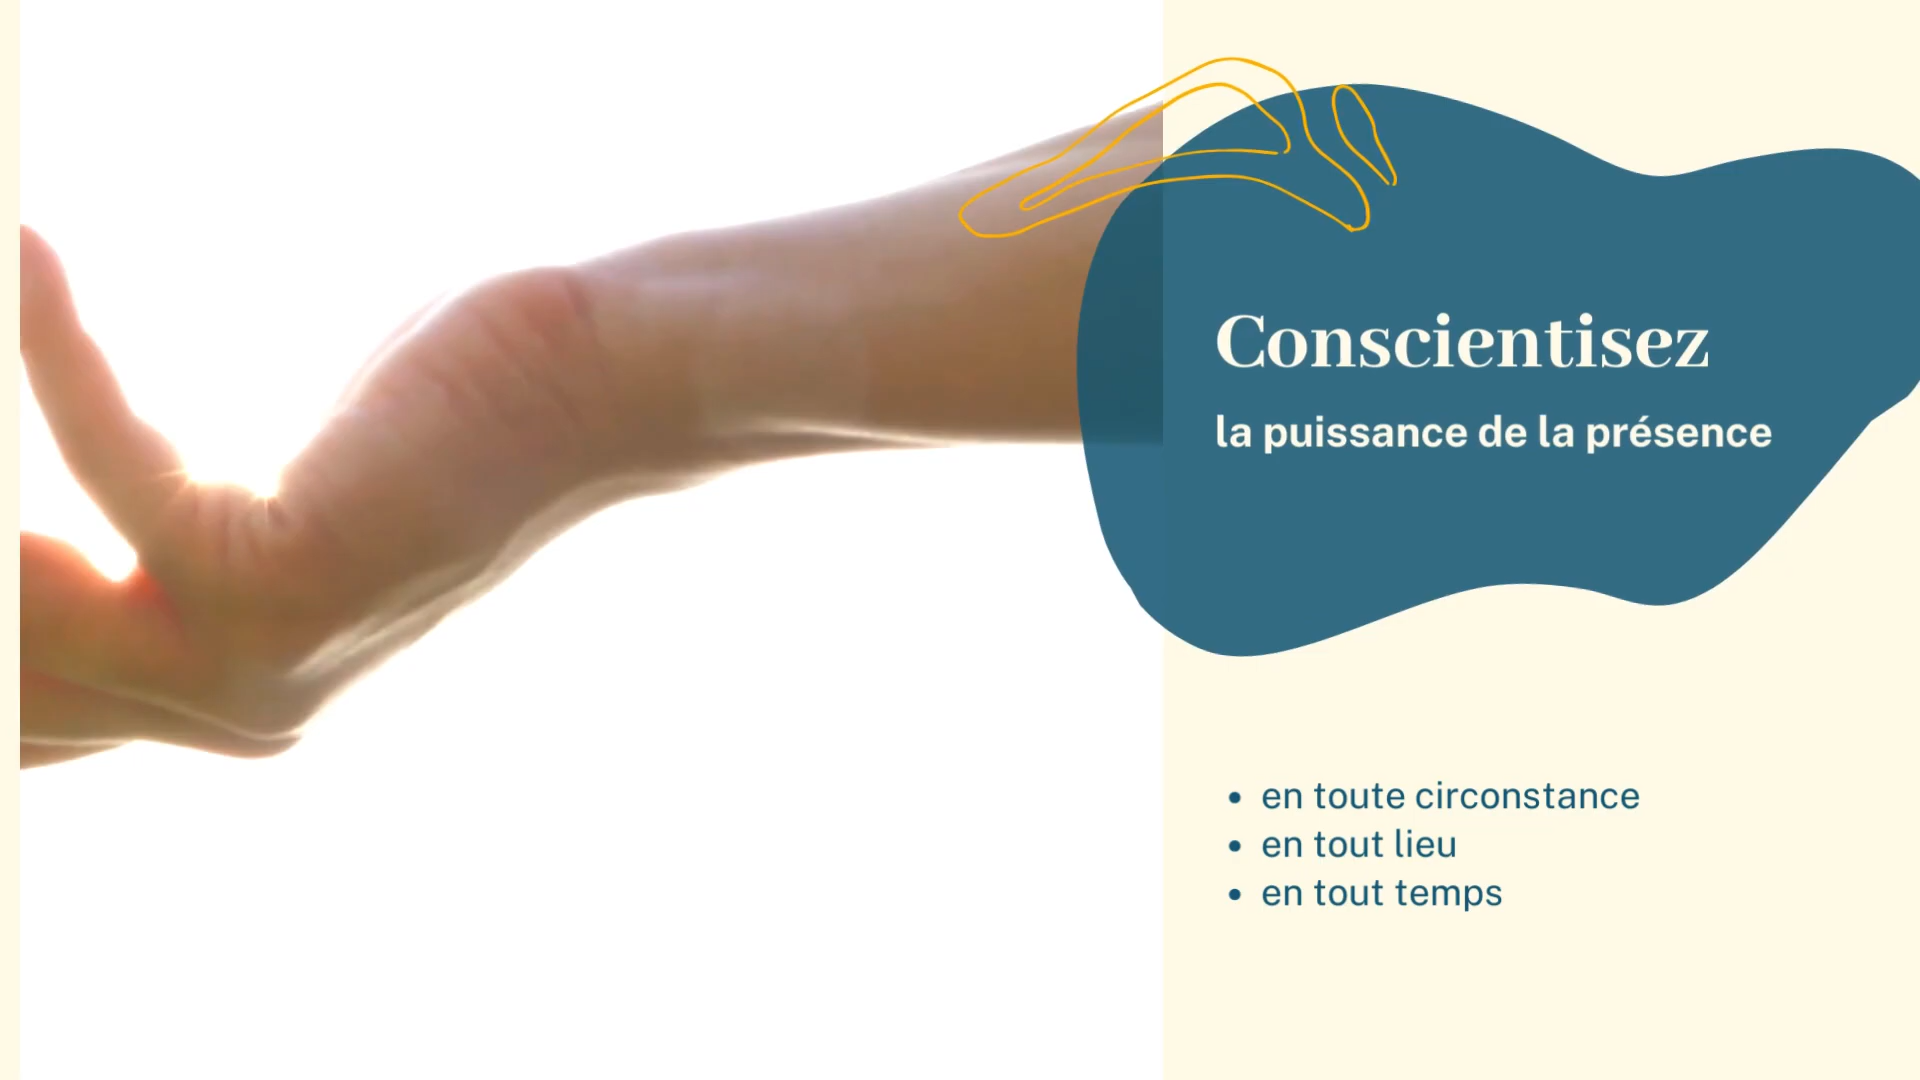 Conscientisez
la puissance de la présence
• en toute circonstance
• en tout lieu
• en tout temps